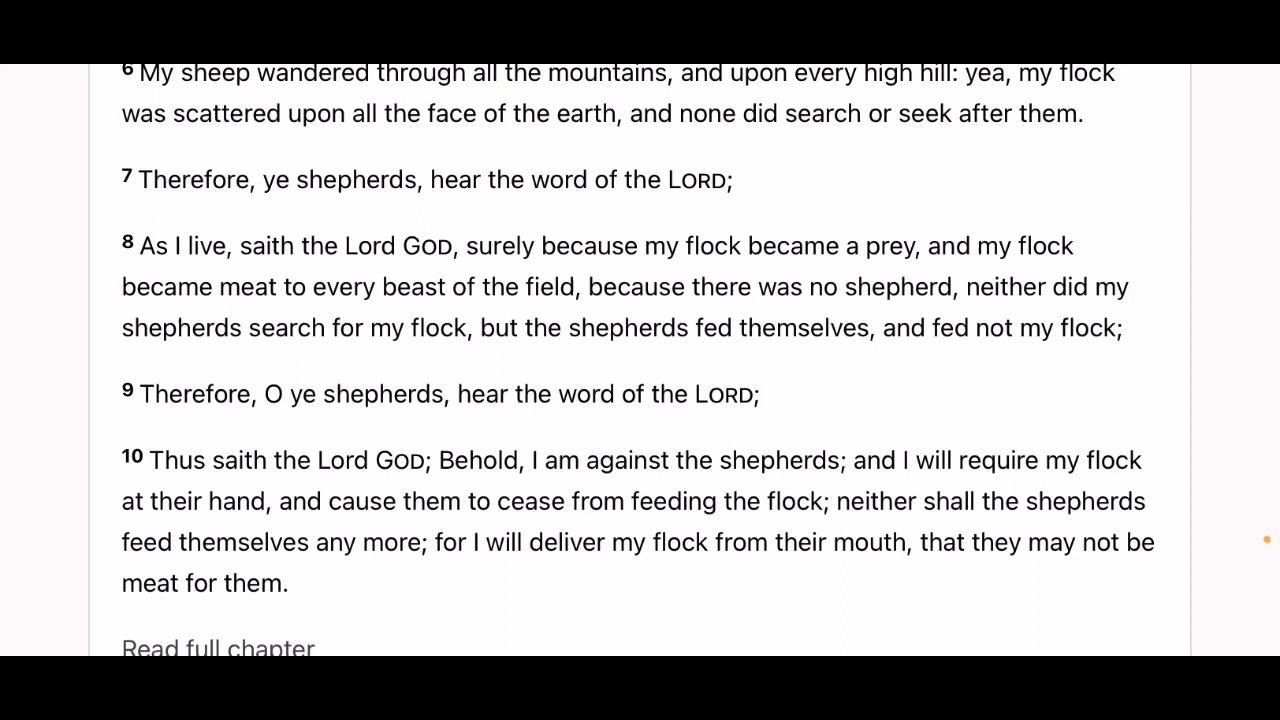 6 My sheep wandered through all the mountains, and upon every high hill: yea, my flock
was scattered upon all the face of the earth, and none did search or seek after them.
7 Therefore, ye shepherds, hear the word of the LORD;
8 As I live, saith the Lord GOD, surely because my flock became a prey, and my flock
became meat to every beast of the field, because there was no shepherd, neither did my
shepherds search for my flock, but the shepherds fed themselves, and fed not my flock;
9 Therefore, O ye shepherds, hear the word of the LORD;
10 Thus saith the Lord GOD; Behold, I am against the shepherds; and I will require my flock
at their hand, and cause them to cease from feeding the flock; neither shall the shepherds
feed themselves any more; for I will deliver my flock from their mouth, that they may not be
meat for them.
Read full chapter